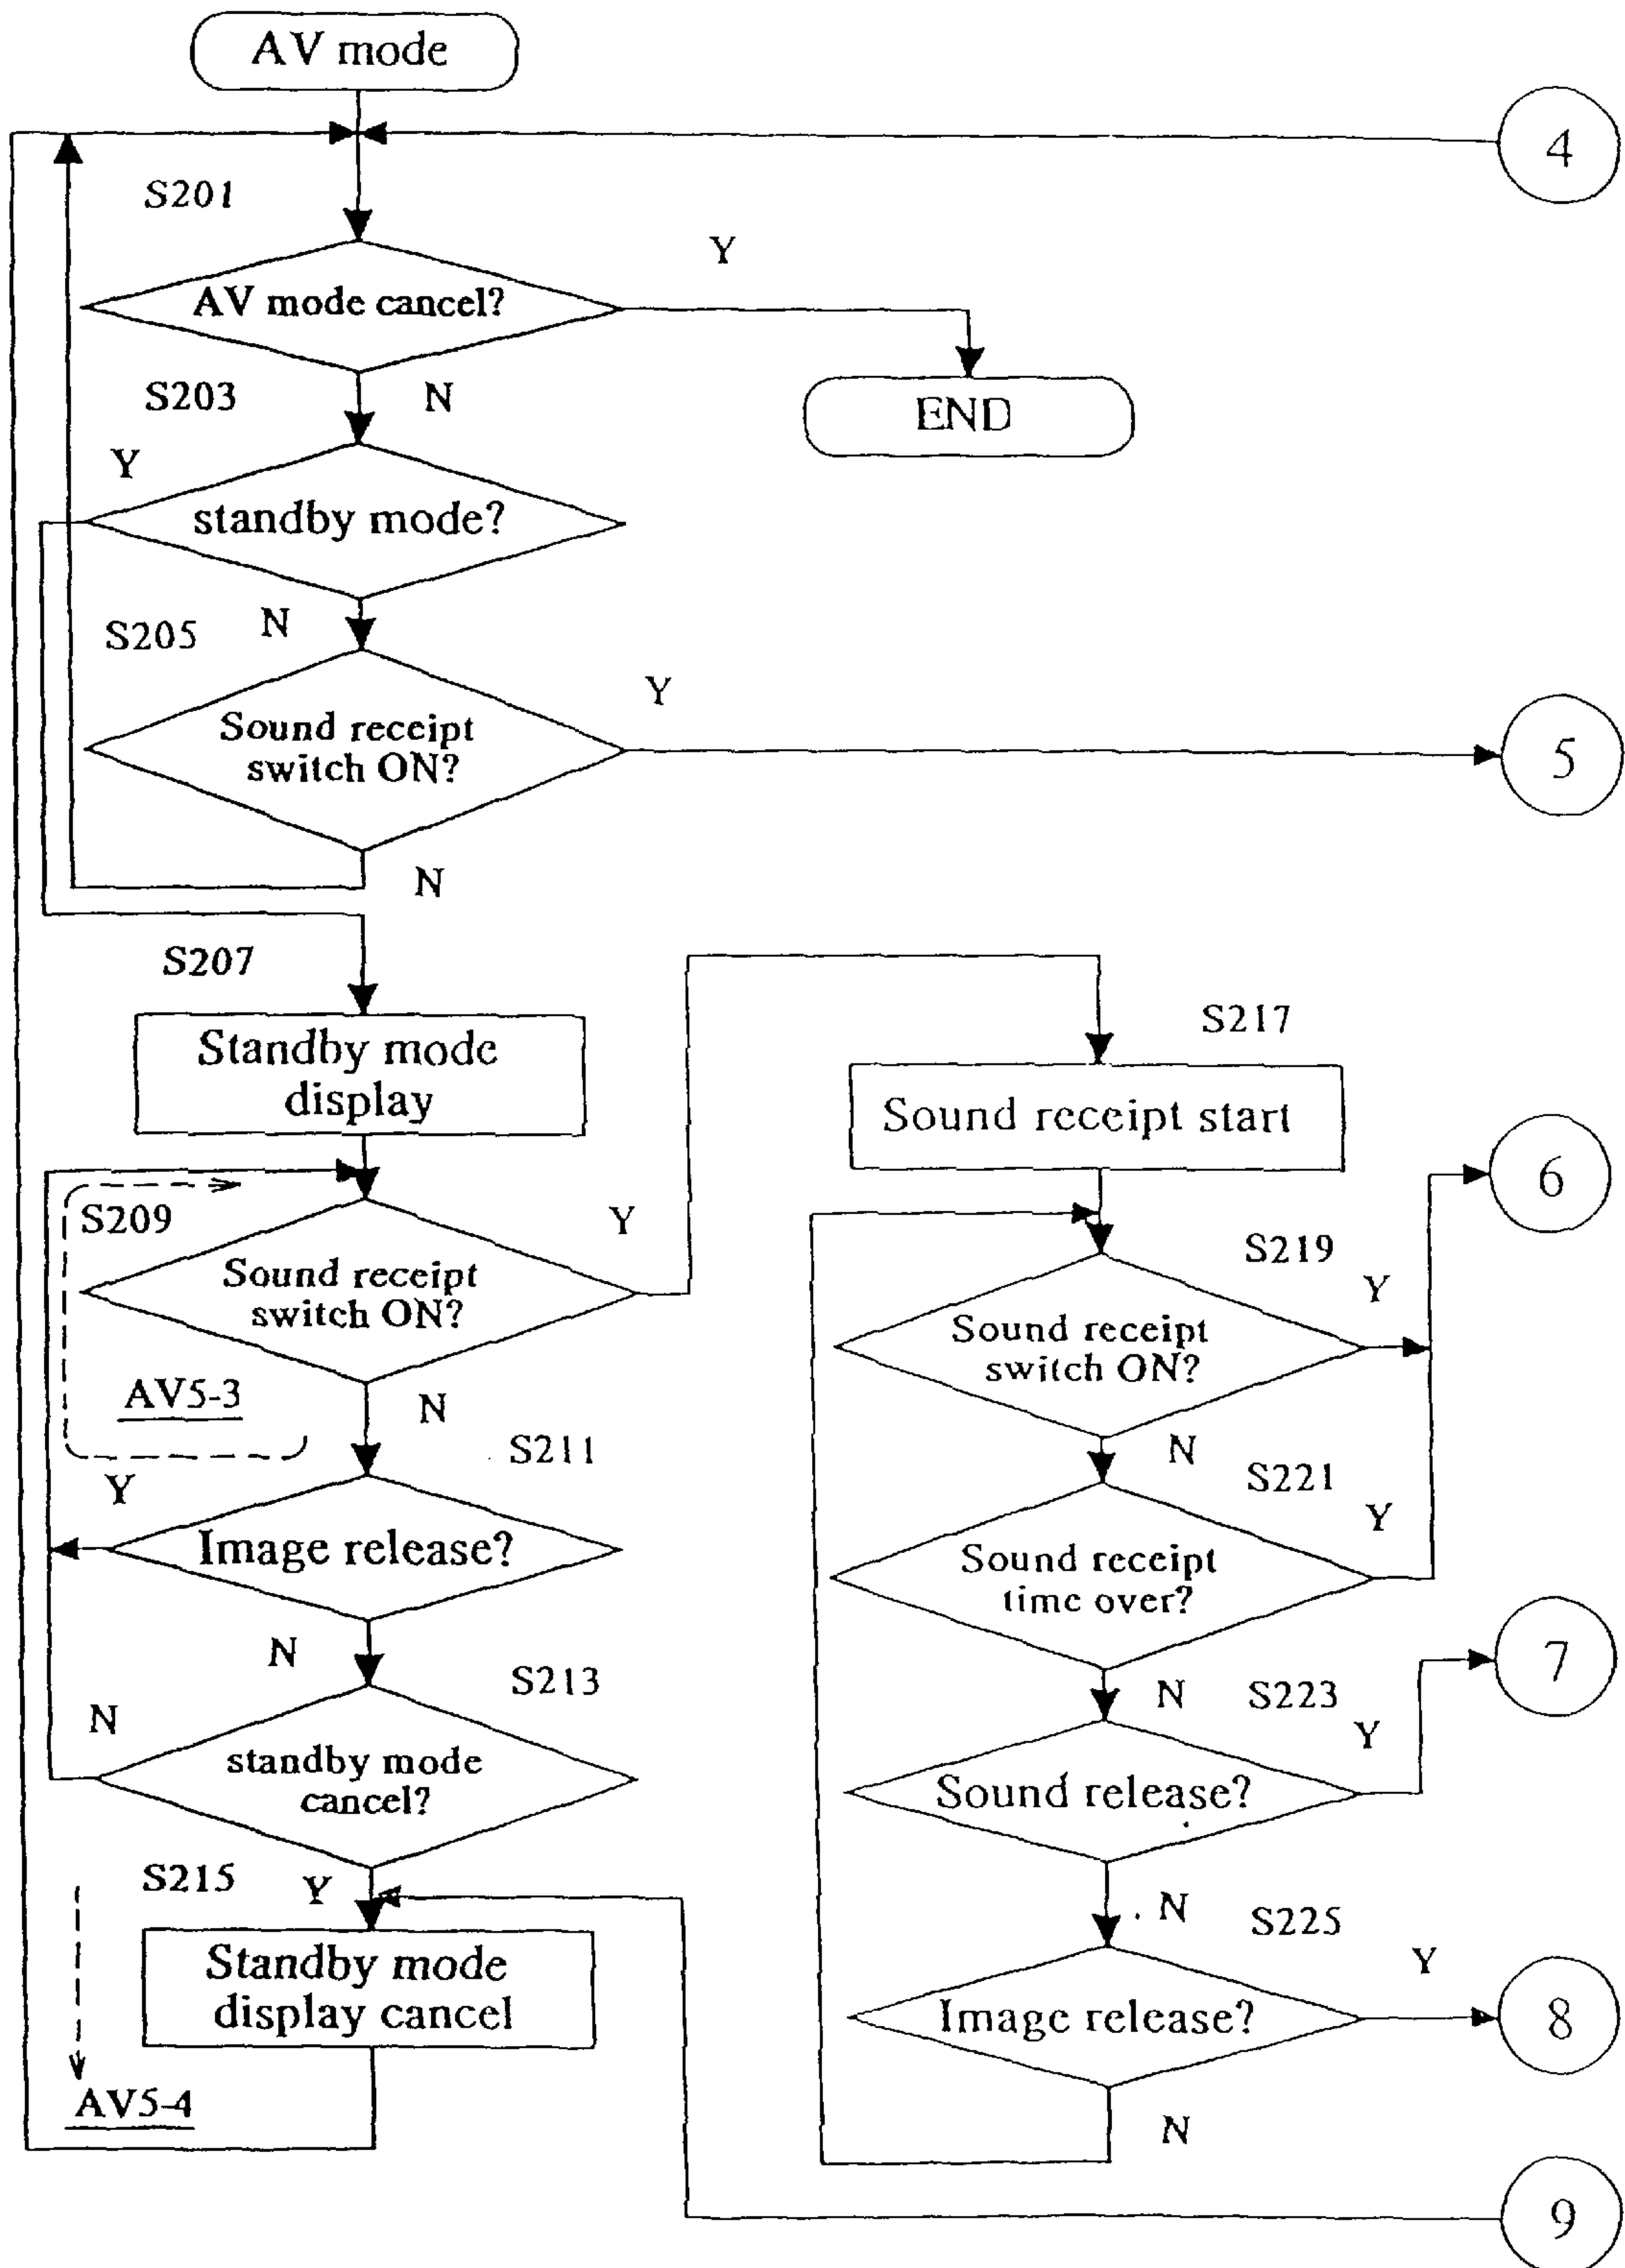 AV mode
4
S201
Y
AV mode cancel?
S203
N
END
Y
standby mode?
S205
N
Y
Sound receipt
switch ON?
5
N
S207
Standby mode
display
S209
Y
Sound receipt
switch ON?
AV5-3
N
S211
Y
Image release?
N
S213
N
standby mode
cancel?
S215
Y
Standby mode
display cancel
AV5-4
S217
Sound receipt start
6
S219
Y
Sound receipt
switch ON?
N
S221
Y
Sound receipt
time over?
7
N
S223
Y
Sound release?
N
S225
Y
Image release?
8
N
9